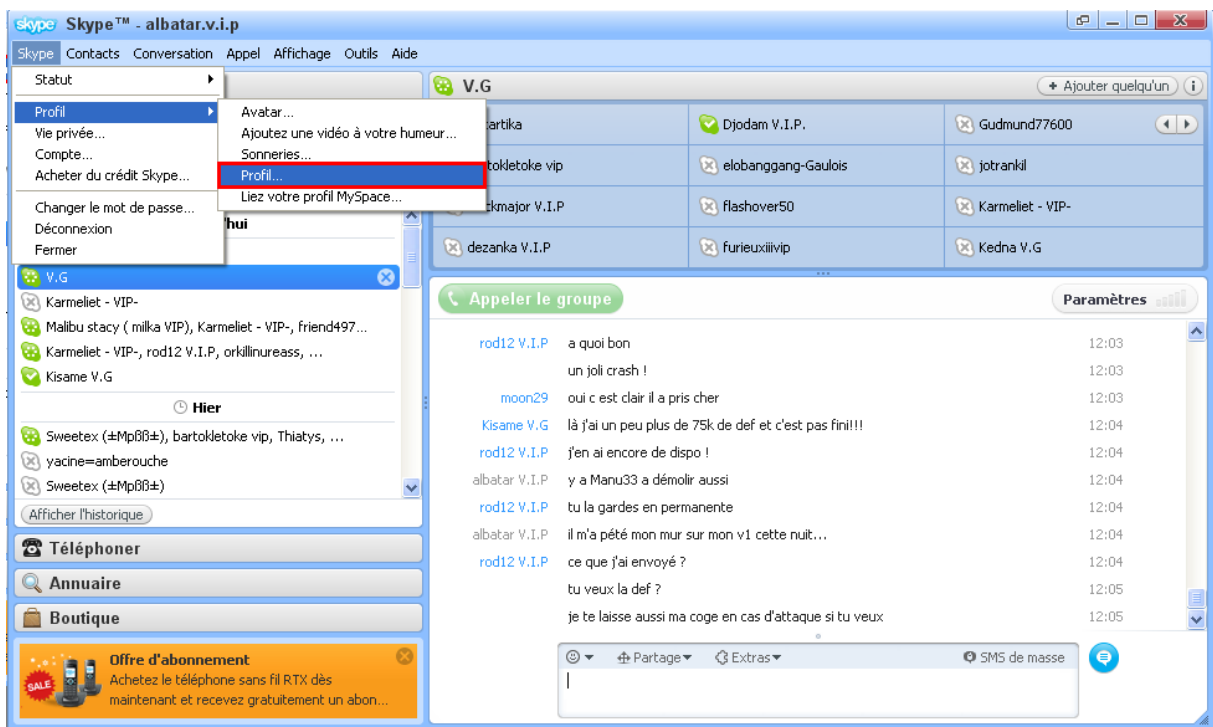 skype Skype™ - albatar.v.i.p
Skype Contacts Conversation Appel Affichage Outils Aide
Statut
Profil
Vie privée...
Compte...
Acheter du crédit Skype...
Changer le mot de passe...
Déconnexion
Fermer
Avatar...
Ajoutez une vidéo à votre humeur...
Sonneries...
Profil...
Liez votre profil MySpace...
'hui
V.G
Karmeliet - VIP-
Malibu stacy ( milka VIP), Karmeliet - VIP-, friend497...
Karmeliet - VIP-, rod12 V.I.P, orkillinureass, ...
Kisame V.G
Hier
Sweetex (±Mpßß±), bartokletoke vip, Thiatys, ...
yacine=amberouche
Sweetex (±Mpßß±)
Afficher l'historique
Téléphoner
Annuaire
Boutique
SALE
Offre d'abonnement
Achetez le téléphone sans fil RTX dès
maintenant et recevez gratuitement un abon...
V.G
+ Ajouter quelqu'un
i
artika Djodam V.I.P. Gudmund77600
tokletoke vip elobanggang-Gaulois jotrankil
ckmajor V.I.P flashover50 Karmeliet - VIP-
dezanka V.I.P furieuxiiivip Kedna V.G
Appeler le groupe Paramètres
rod12 V.I.P a quoi bon 12:03
un joli crash ! 12:03
moon29 oui c est clair il a pris cher 12:03
Kisame V.G là j'ai un peu plus de 75k de def et c'est pas fini!!! 12:04
rod12 V.I.P j'en ai encore de dispo ! 12:04
albatar V.I.P y a Manu33 a démolir aussi 12:04
rod12 V.I.P tu la gardes en permanente 12:04
albatar V.I.P il m'a pété mon mur sur mon v1 cette nuit... 12:04
rod12 V.I.P ce que j'ai envoyé ? 12:04
tu veux la def ? 12:05
je te laisse aussi ma coge en cas d'attaque si tu veux 12:05
Partage Extras SMS de masse